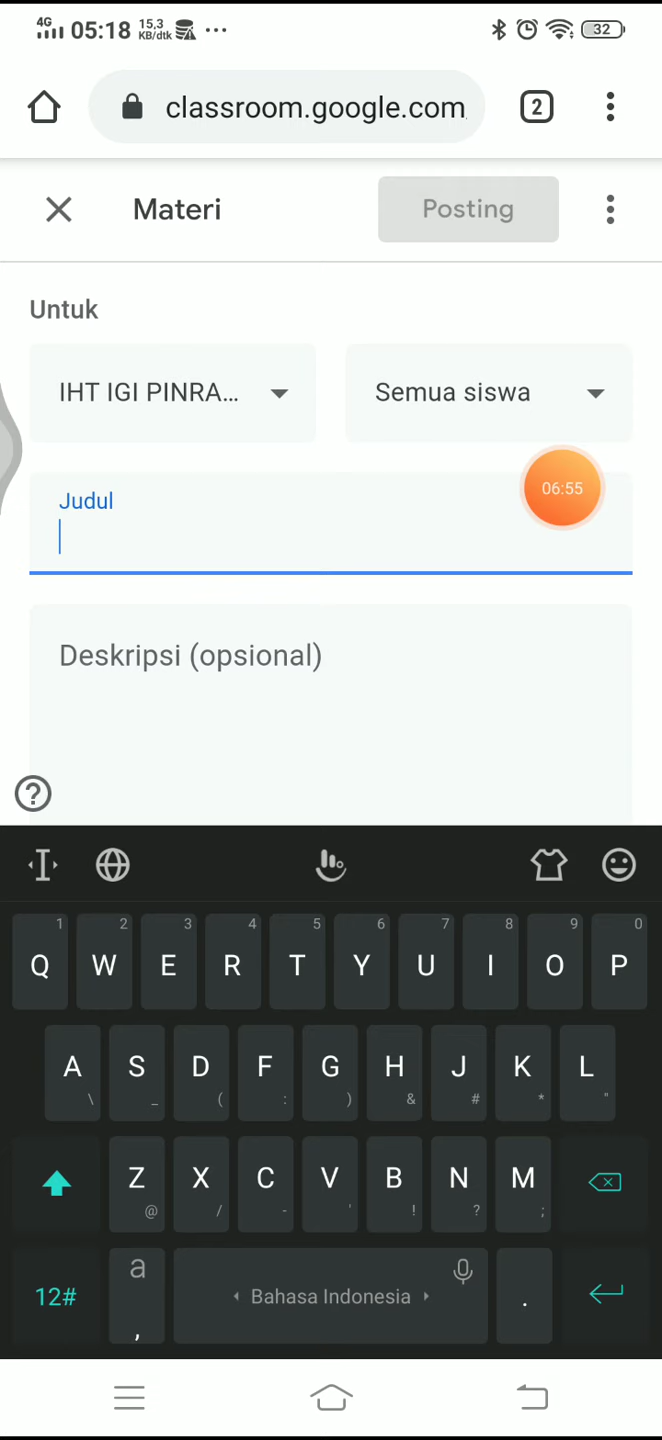 4G 05:18 15,3 KB/dtk ... 32
classroom.google.com 2
Materi Posting
Untuk
IHT IGI PINRA... Semua siswa
Judul
06:55
Deskripsi (opsional)
?
1 2 3 4 5 6 7 8 9 0
Q W E R T Y U I O P
A S D F G H J K L
\ _ ( : ) & # * "
Z X C V B N M
@ / - ' ! ? ;
a
12# , Bahasa Indonesia .